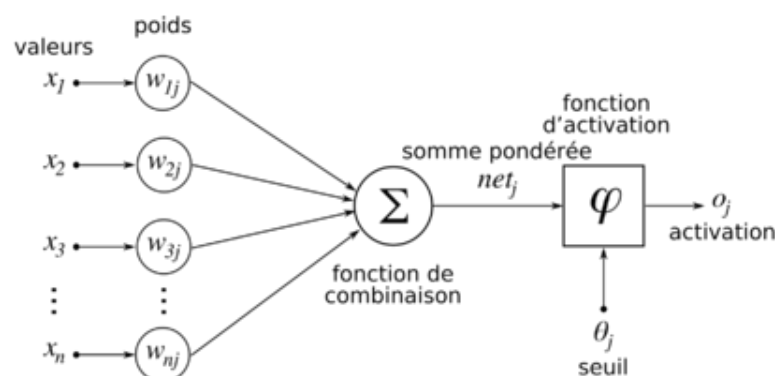 valeurs
poids
x₁
w₁ⱼ
x₂
w₂ⱼ
x₃
w₃ⱼ
⋮
⋮
xₙ
wₙⱼ
Σ
fonction de
combinaison
somme pondérée
netⱼ
fonction
d'activation
φ
oⱼ
activation
θⱼ
seuil